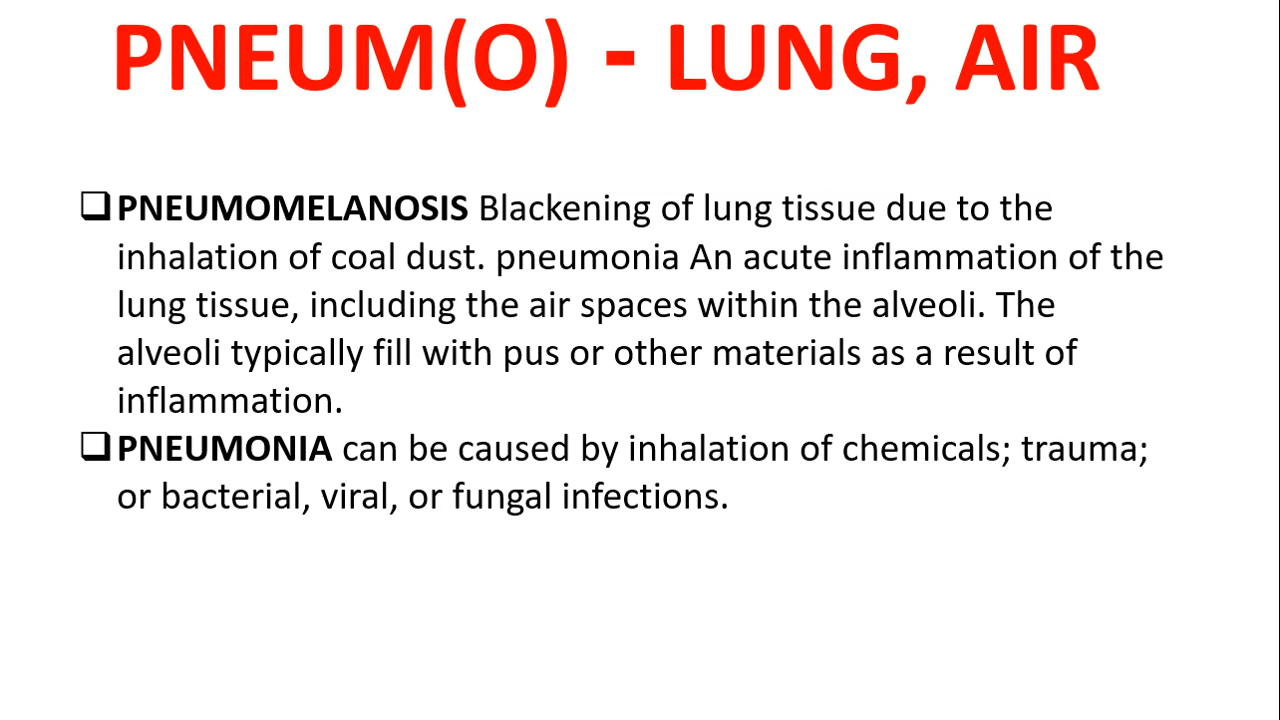 PNEUM(O) - LUNG, AIR
❑PNEUMOMELANOSIS Blackening of lung tissue due to the
inhalation of coal dust. pneumonia An acute inflammation of the
lung tissue, including the air spaces within the alveoli. The
alveoli typically fill with pus or other materials as a result of
inflammation.
❑PNEUMONIA can be caused by inhalation of chemicals; trauma;
or bacterial, viral, or fungal infections.